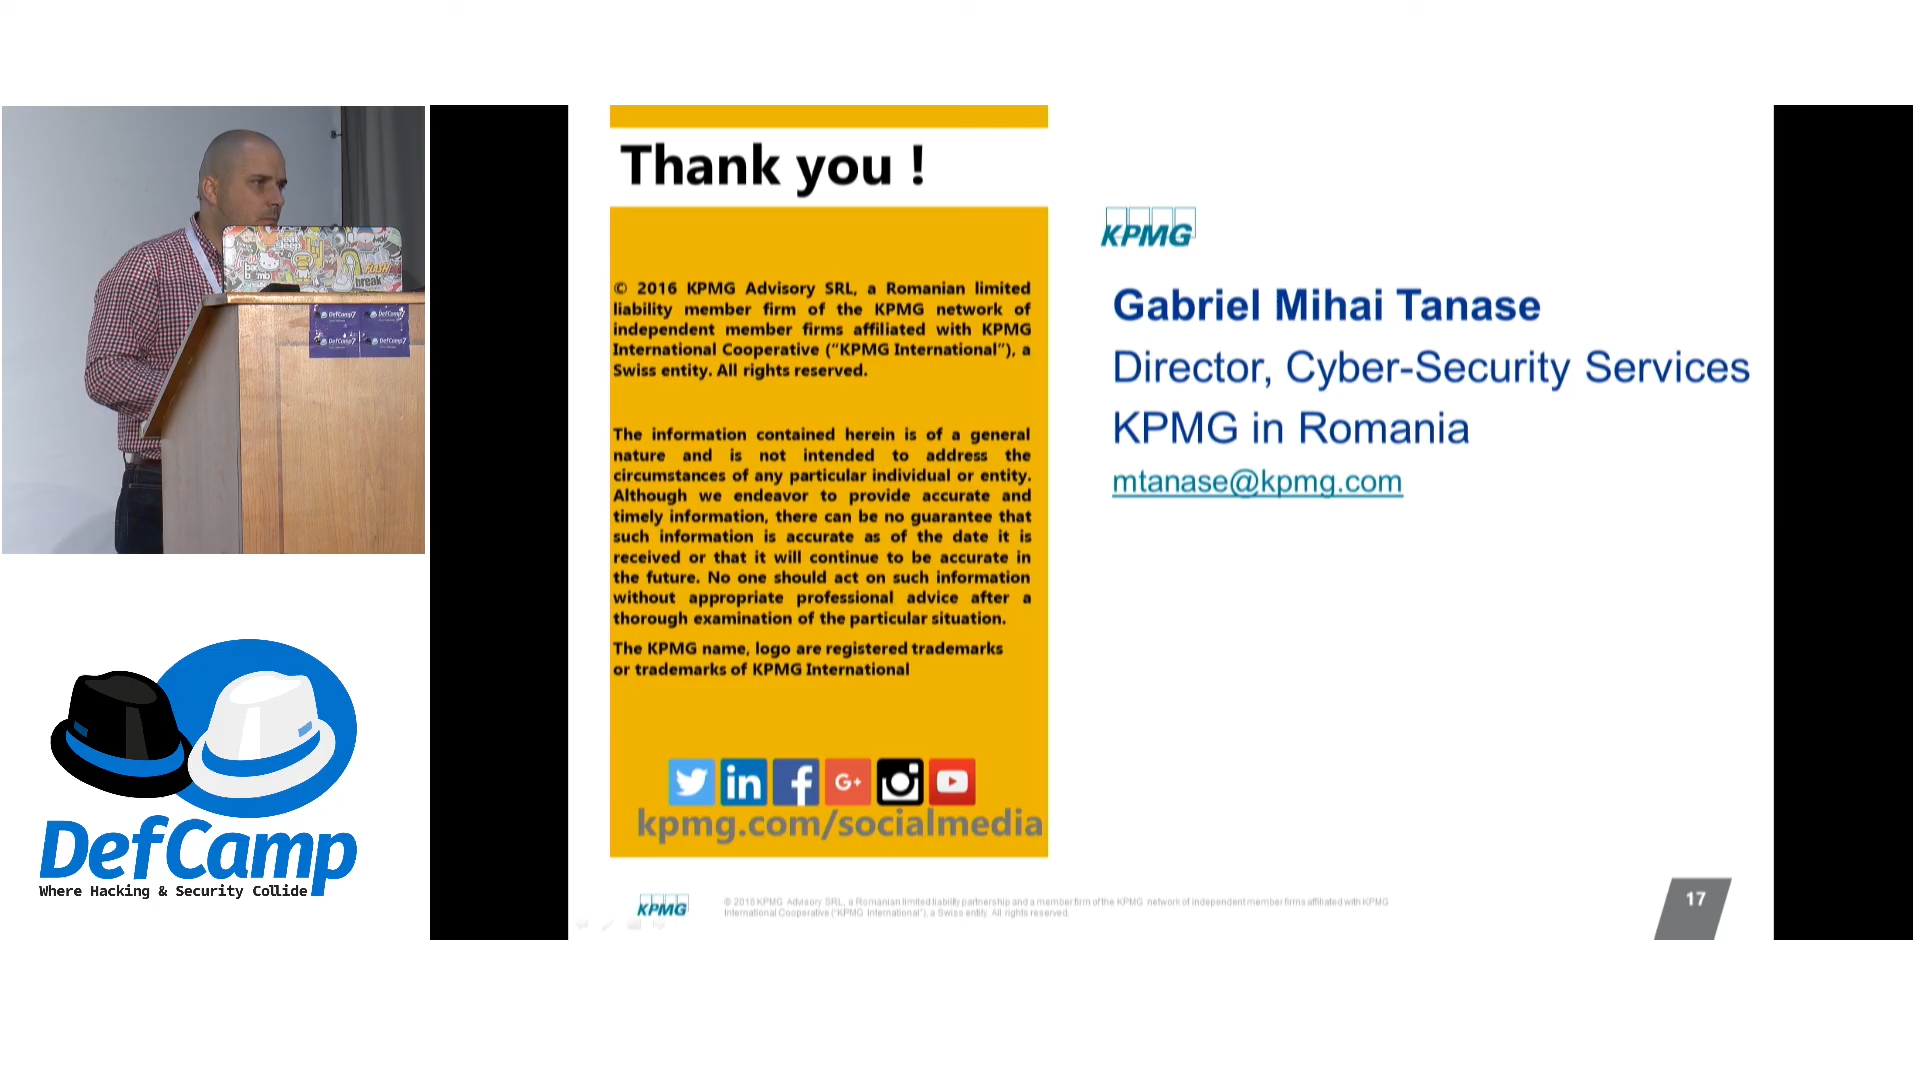 Thank you !
© 2016 KPMG Advisory SRL, a Romanian limited
liability member firm of the KPMG network of
independent member firms affiliated with KPMG
International Cooperative (“KPMG International”), a
Swiss entity. All rights reserved.
The information contained herein is of a general
nature and is not intended to address the
circumstances of any particular individual or entity.
Although we endeavor to provide accurate and
timely information, there can be no guarantee that
such information is accurate as of the date it is
received or that it will continue to be accurate in
the future. No one should act on such information
without appropriate professional advice after a
thorough examination of the particular situation.
The KPMG name, logo are registered trademarks
or trademarks of KPMG International
in
f
G+
kpmg.com/socialmedia
KPMG
Gabriel Mihai Tanase
Director, Cyber-Security Services
KPMG in Romania
mtanase@kpmg.com
KPMG
© 2016 KPMG Advisory SRL, a Romanian limited liability partnership and a member firm of the KPMG network of independent member firms affiliated with KPMG
International Cooperative (“KPMG International”), a Swiss entity. All rights reserved.
17
eat
sleep
FLASH!
break
DefCamp7
DefCamp7
DefCamp7
DefCamp7
DefCamp
Where Hacking & Security Collide